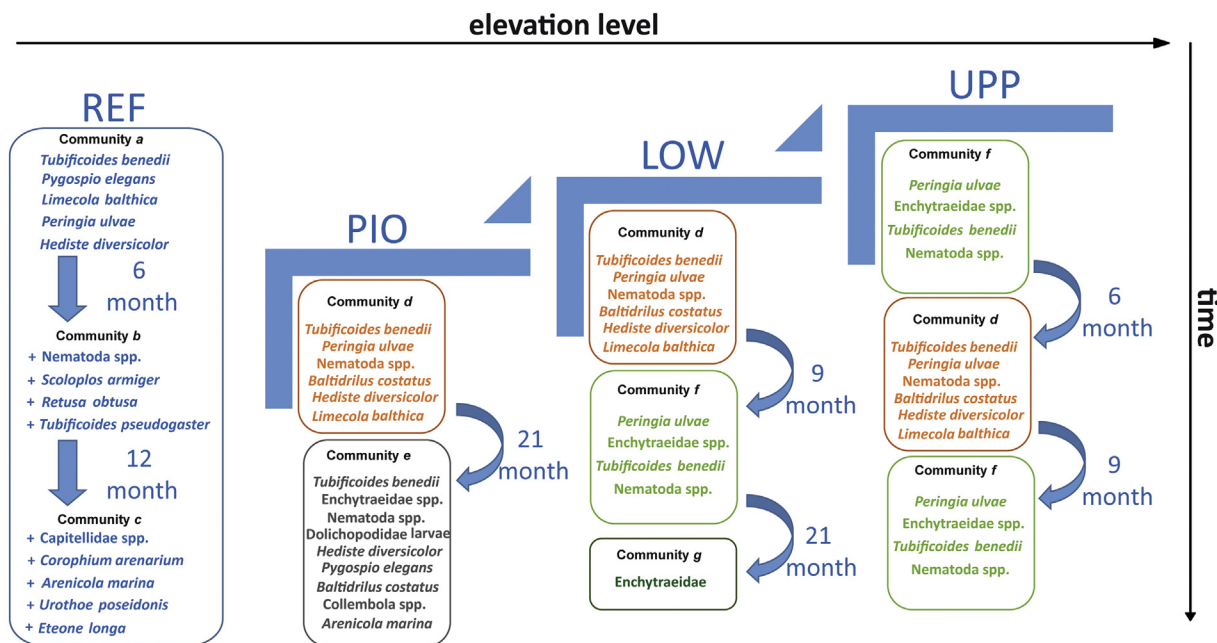 elevation level
time
REF
Community a
Tubificoides benedii
Pygospio elegans
Limecola balthica
Peringia ulvae
Hediste diversicolor
6
month
Community b
+ Nematoda spp.
+ Scoloplos armiger
+ Retusa obtusa
+ Tubificoides pseudogaster
12
month
Community c
+ Capitellidae spp.
+ Corophium arenarium
+ Arenicola marina
+ Urothoe poseidonis
+ Eteone longa
PIO
Community d
Tubificoides benedii
Peringia ulvae
Nematoda spp.
Baltidrilus costatus
Hediste diversicolor
Limecola balthica
21
month
Community e
Tubificoides benedii
Enchytraeidae spp.
Nematoda spp.
Dolichopodidae larvae
Hediste diversicolor
Pygospio elegans
Baltidrilus costatus
Collembola spp.
Arenicola marina
LOW
Community d
Tubificoides benedii
Peringia ulvae
Nematoda spp.
Baltidrilus costatus
Hediste diversicolor
Limecola balthica
9
month
Community f
Peringia ulvae
Enchytraeidae spp.
Tubificoides benedii
Nematoda spp.
21
month
Community g
Enchytraeidae
UPP
Community f
Peringia ulvae
Enchytraeidae spp.
Tubificoides benedii
Nematoda spp.
6
month
Community d
Tubificoides benedii
Peringia ulvae
Nematoda spp.
Baltidrilus costatus
Hediste diversicolor
Limecola balthica
9
month
Community f
Peringia ulvae
Enchytraeidae spp.
Tubificoides benedii
Nematoda spp.